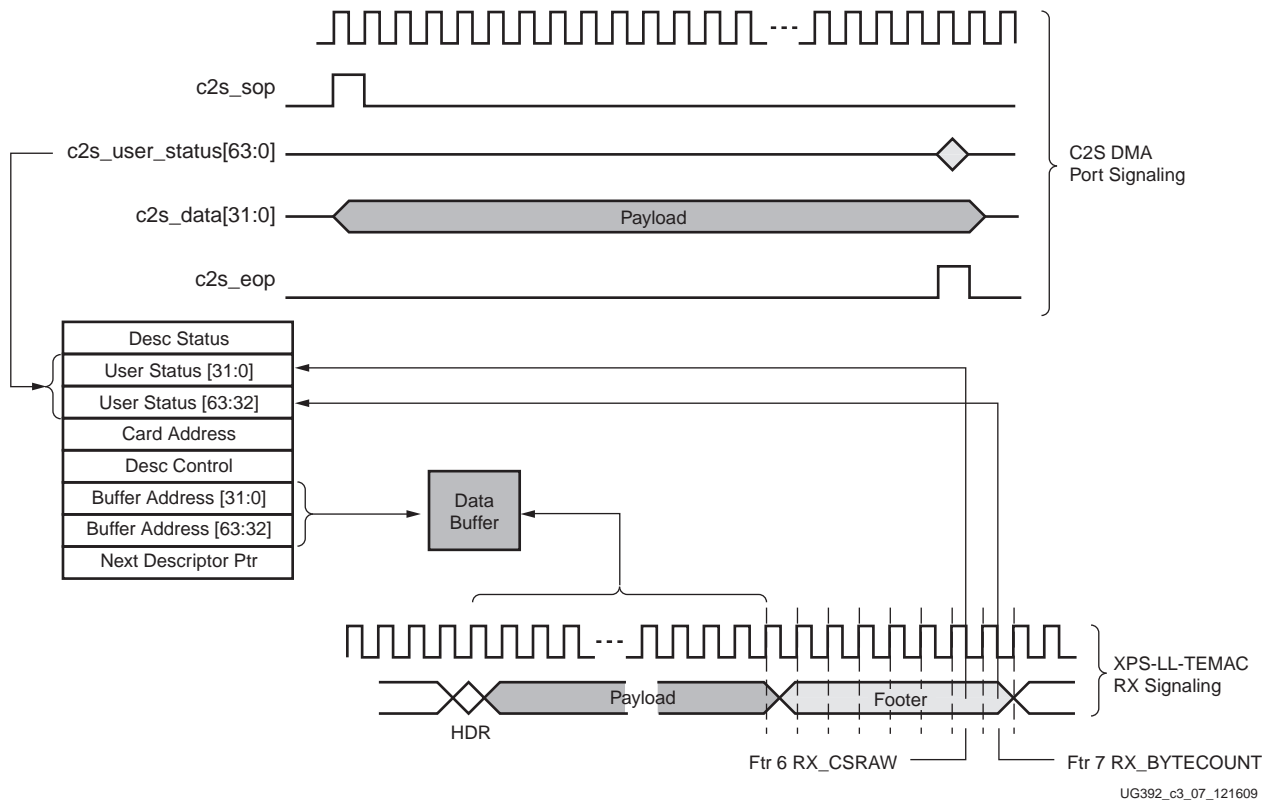 c2s_sop
c2s_user_status[63:0]
C2S DMA
Port Signaling
c2s_data[31:0]
Payload
c2s_eop
Desc Status
User Status [31:0]
User Status [63:32]
Card Address
Desc Control
Buffer Address [31:0]
Buffer Address [63:32]
Next Descriptor Ptr
Data
Buffer
XPS-LL-TEMAC
RX Signaling
Payload
Footer
HDR
Ftr 6 RX_CSRAW
Ftr 7 RX_BYTECOUNT
UG392_c3_07_121609